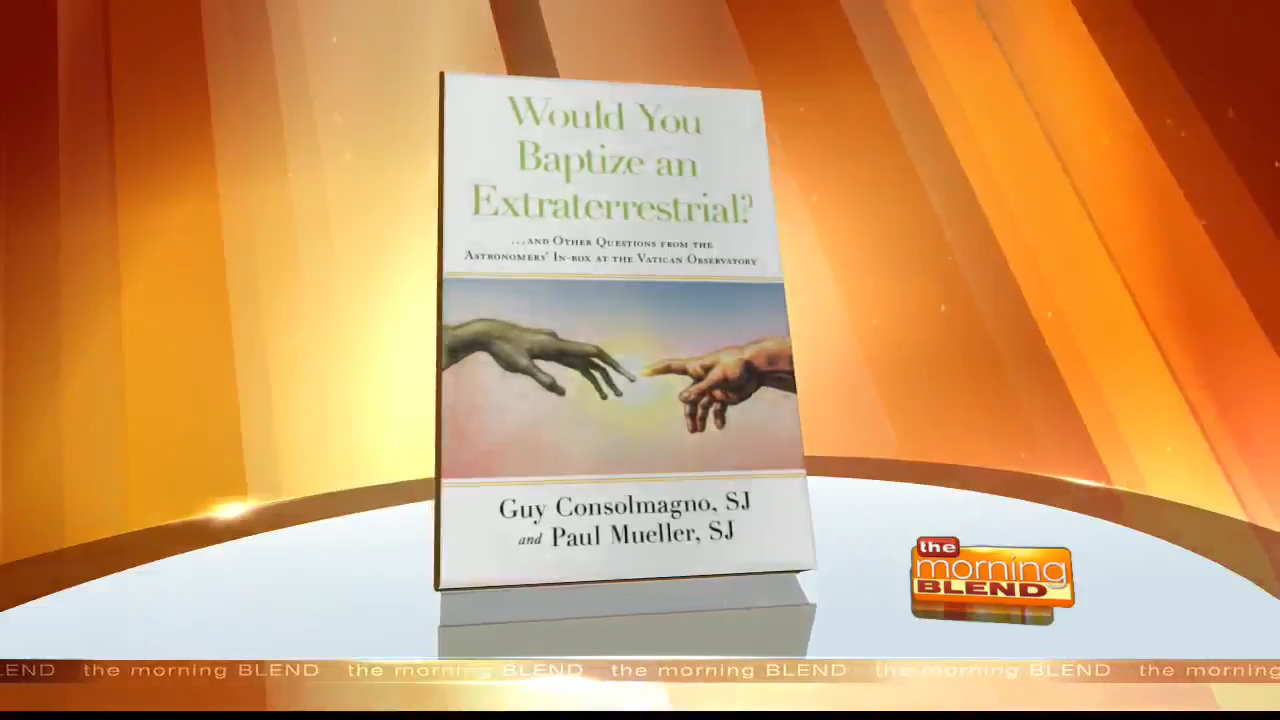 Would You
Baptize an
Extraterrestrial?
...and Other Questions from the
Astronomers' In-box at the Vatican Observatory
Guy Consolmagno, SJ
and Paul Mueller, SJ
the
morning
BLEND
LEND the morning BLEND the morning BLEND the morning BLEND the morning BLEND the morning